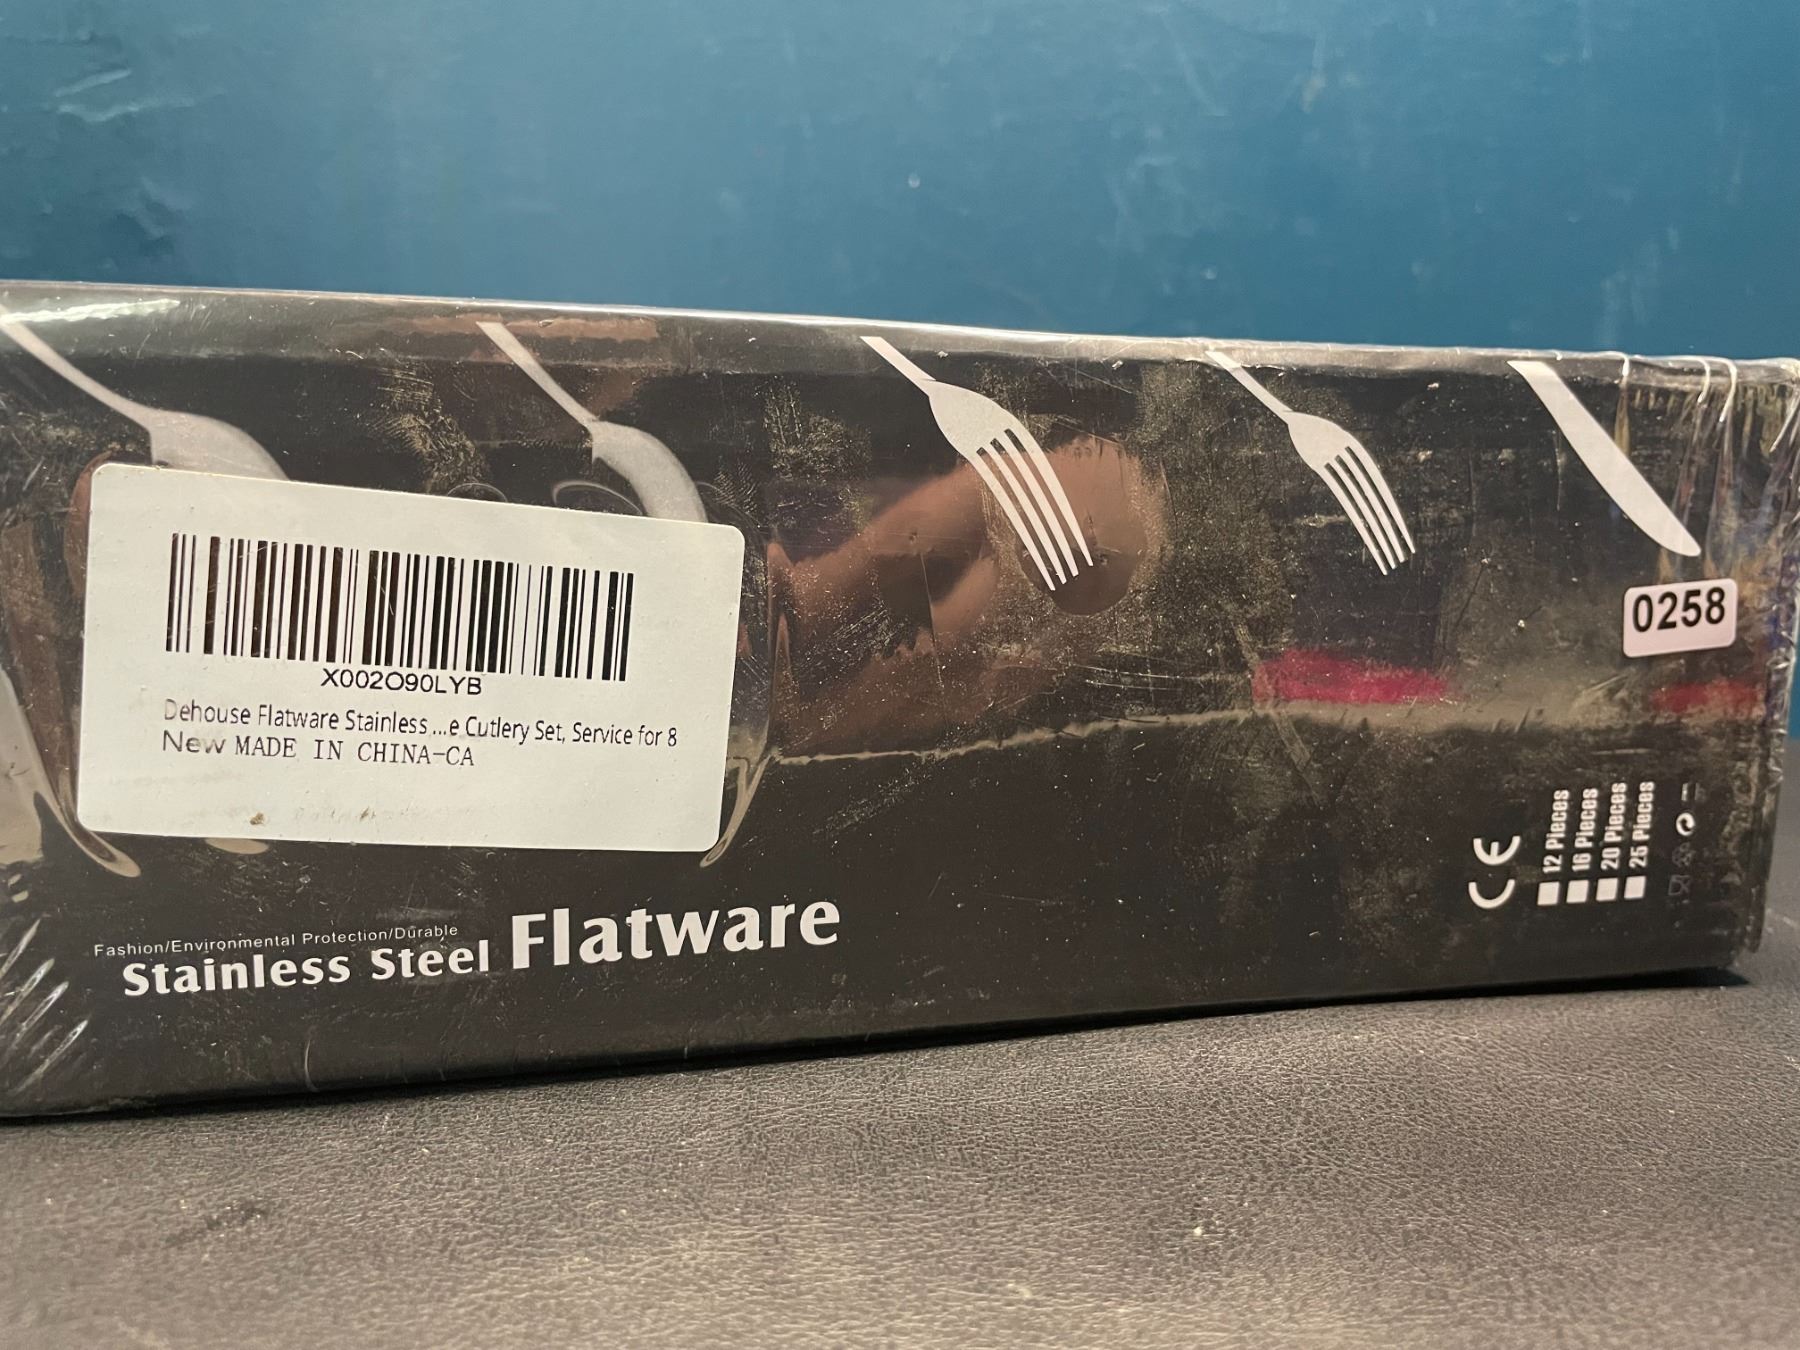 X002O90LYB
Dehouse Flatware Stainless ...e Cutlery Set, Service for 8
New MADE IN CHINA-CA
0258
Fashion/Environmental Protection/Durable
Stainless Steel Flatware
CE
12 Pieces
16 Pieces
20 Pieces
25 Pieces